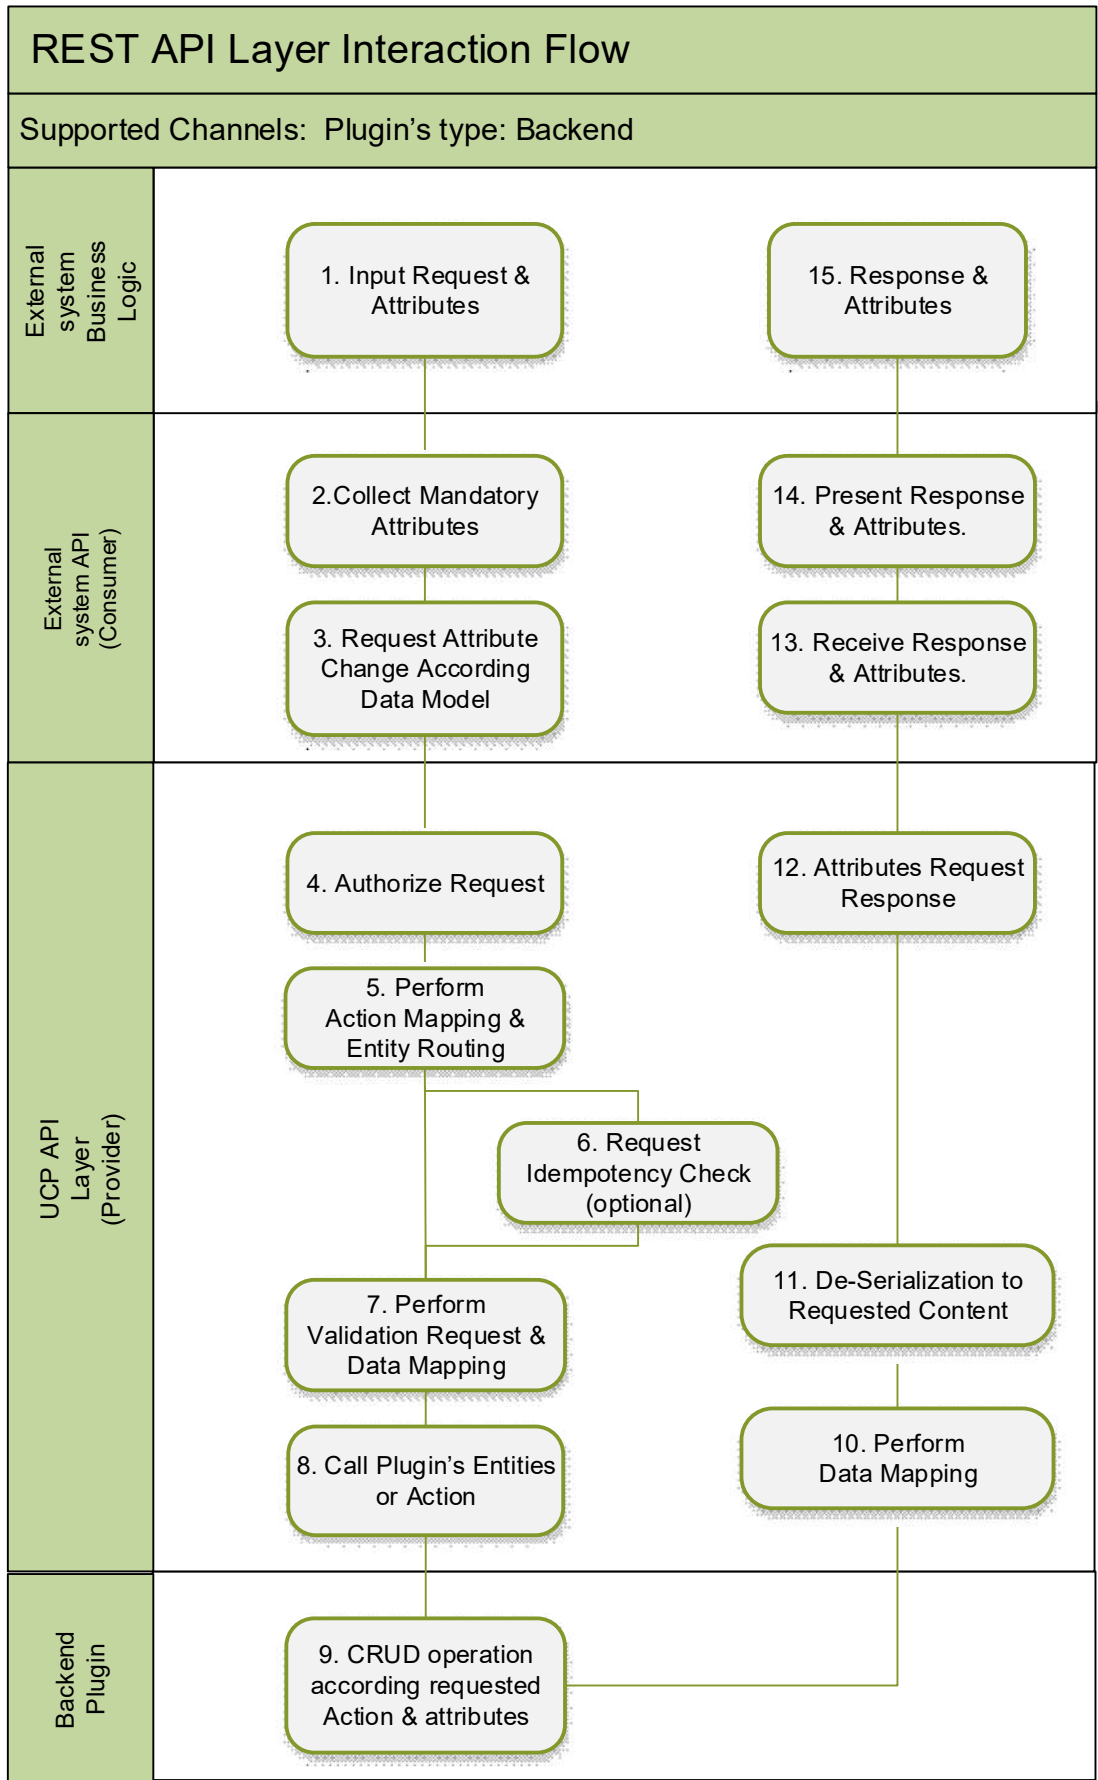 REST API Layer Interaction Flow
Supported Channels:  Plugin’s type: Backend
External
system
Business
Logic
1. Input Request &
Attributes
15. Response &
Attributes
External
system API
(Consumer)
2.Collect Mandatory
Attributes
14. Present Response
& Attributes.
3. Request Attribute
Change According
Data Model
13. Receive Response
& Attributes.
UCP API
Layer
(Provider)
4. Authorize Request
12. Attributes Request
Response
5. Perform
Action Mapping &
Entity Routing
6. Request
Idempotency Check
(optional)
7. Perform
Validation Request &
Data Mapping
11. De-Serialization to
Requested Content
8. Call Plugin’s Entities
or Action
10. Perform
Data Mapping
Backend
Plugin
9. CRUD operation
according requested
Action & attributes